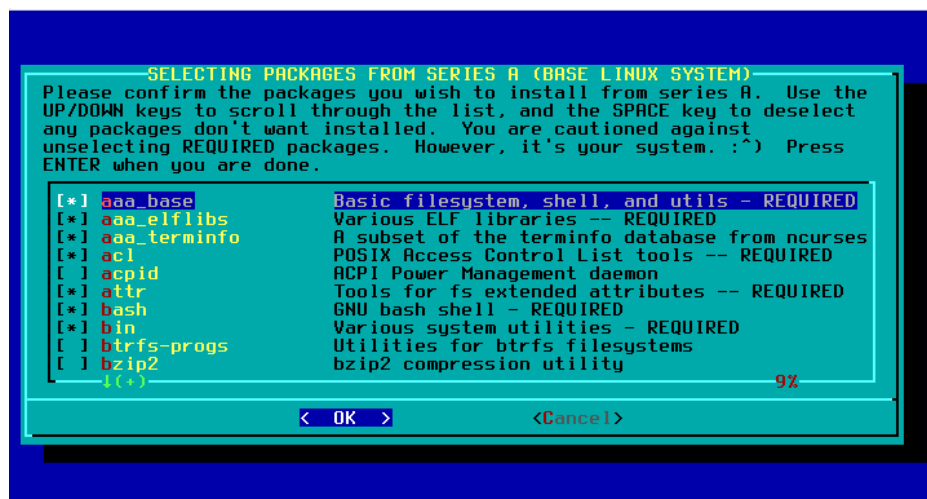 SELECTING PACKAGES FROM SERIES A (BASE LINUX SYSTEM)
Please confirm the packages you wish to install from series A.  Use the
UP/DOWN keys to scroll through the list, and the SPACE key to deselect
any packages don't want installed.  You are cautioned against
unselecting REQUIRED packages.  However, it's your system. :^)  Press
ENTER when you are done.
[*] aaa_base Basic filesystem, shell, and utils - REQUIRED
[*] aaa_elflibs Various ELF libraries -- REQUIRED
[*] aaa_terminfo A subset of the terminfo database from ncurses
[*] acl POSIX Access Control List tools -- REQUIRED
[ ] acpid ACPI Power Management daemon
[*] attr Tools for fs extended attributes -- REQUIRED
[*] bash GNU bash shell - REQUIRED
[*] bin Various system utilities - REQUIRED
[ ] btrfs-progs Utilities for btrfs filesystems
[ ] bzip2 bzip2 compression utility
↓(+) 9%
< OK > <Cancel>